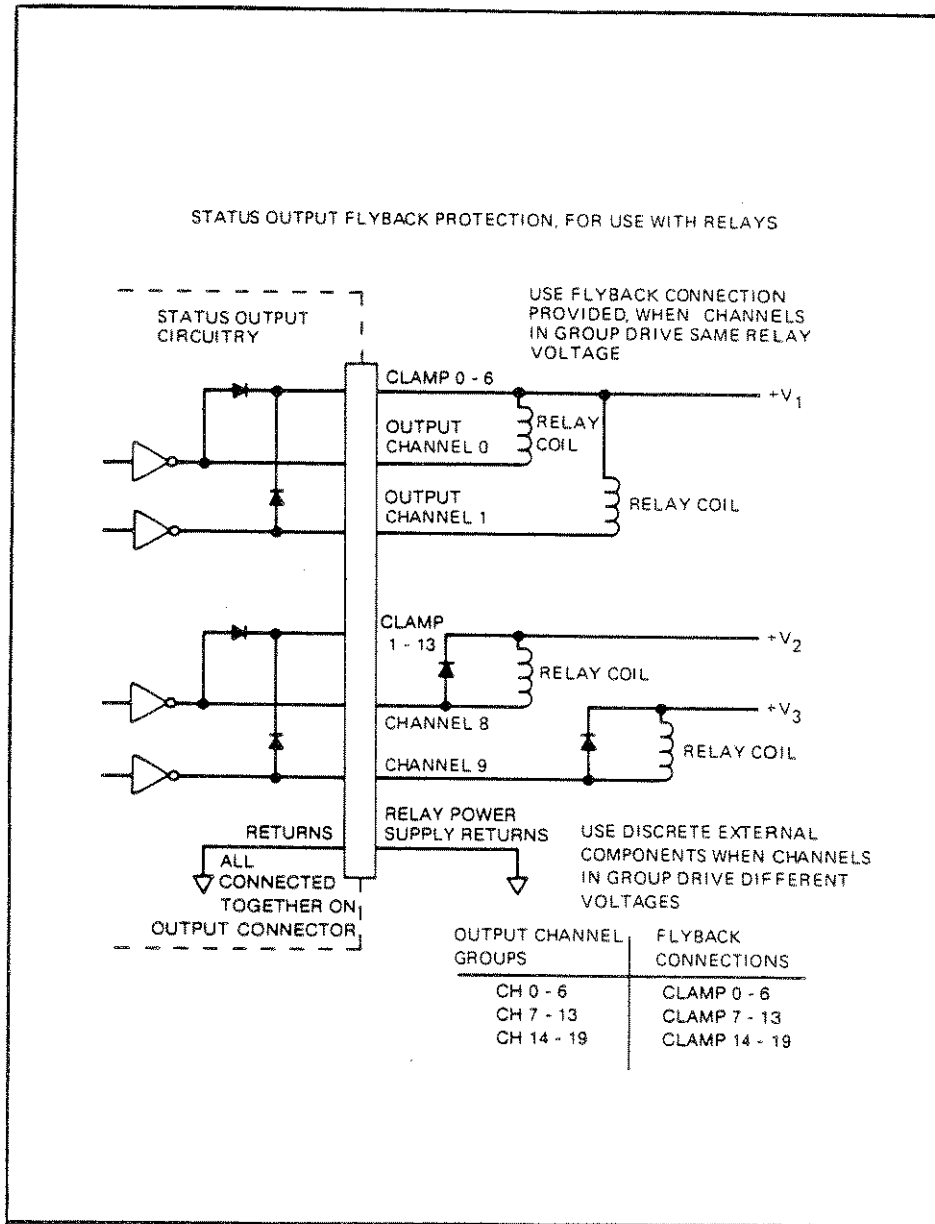 STATUS OUTPUT FLYBACK PROTECTION, FOR USE WITH RELAYS
STATUS OUTPUT
CIRCUITRY
USE FLYBACK CONNECTION
PROVIDED, WHEN CHANNELS
IN GROUP DRIVE SAME RELAY
VOLTAGE
CLAMP 0 - 6
+V1
OUTPUT
CHANNEL 0
RELAY
COIL
OUTPUT
CHANNEL 1
RELAY COIL
CLAMP
1 - 13
+V2
RELAY COIL
CHANNEL 8
+V3
RELAY COIL
CHANNEL 9
RETURNS
RELAY POWER
SUPPLY RETURNS
ALL
CONNECTED
TOGETHER ON
OUTPUT CONNECTOR
USE DISCRETE EXTERNAL
COMPONENTS WHEN CHANNELS
IN GROUP DRIVE DIFFERENT
VOLTAGES
OUTPUT CHANNEL
GROUPS
FLYBACK
CONNECTIONS
CH 0 - 6
CLAMP 0 - 6
CH 7 - 13
CLAMP 7 - 13
CH 14 - 19
CLAMP 14 - 19